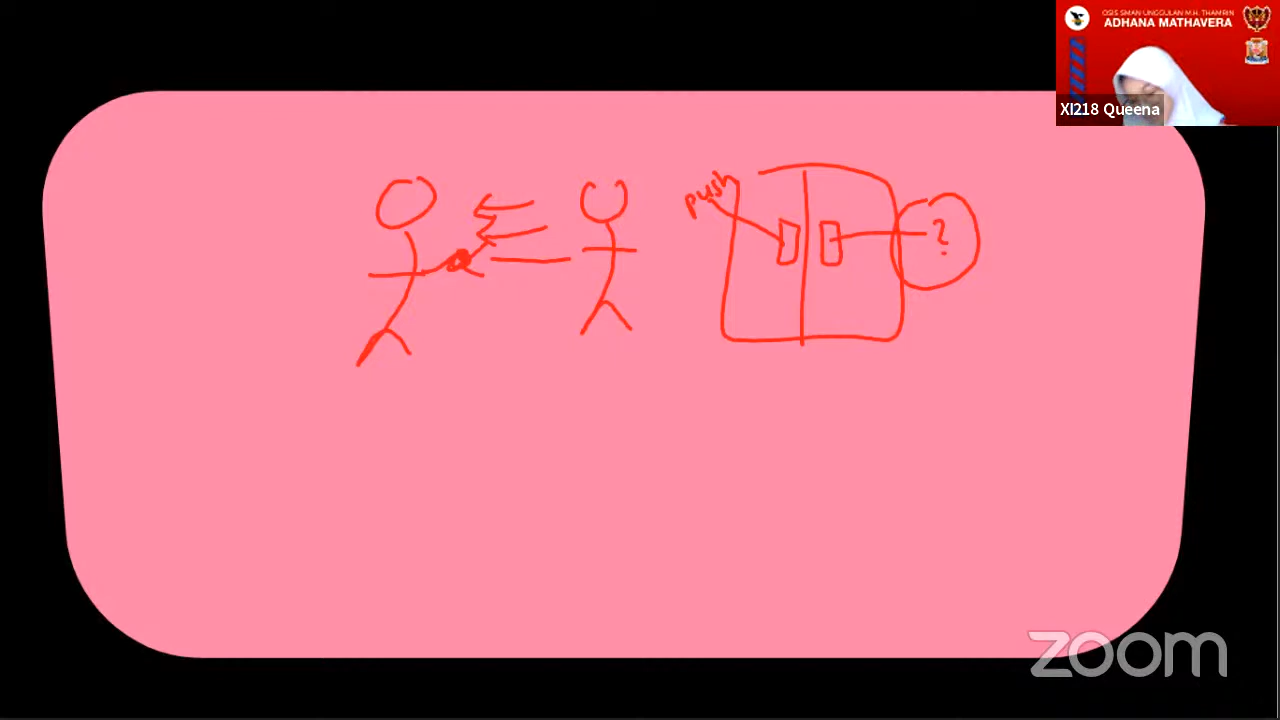 OSIS SMAN UNGGULAN M.H. THAMRIN
ADHANA MATHAVERA
XI218 Queena
push
?
zoom